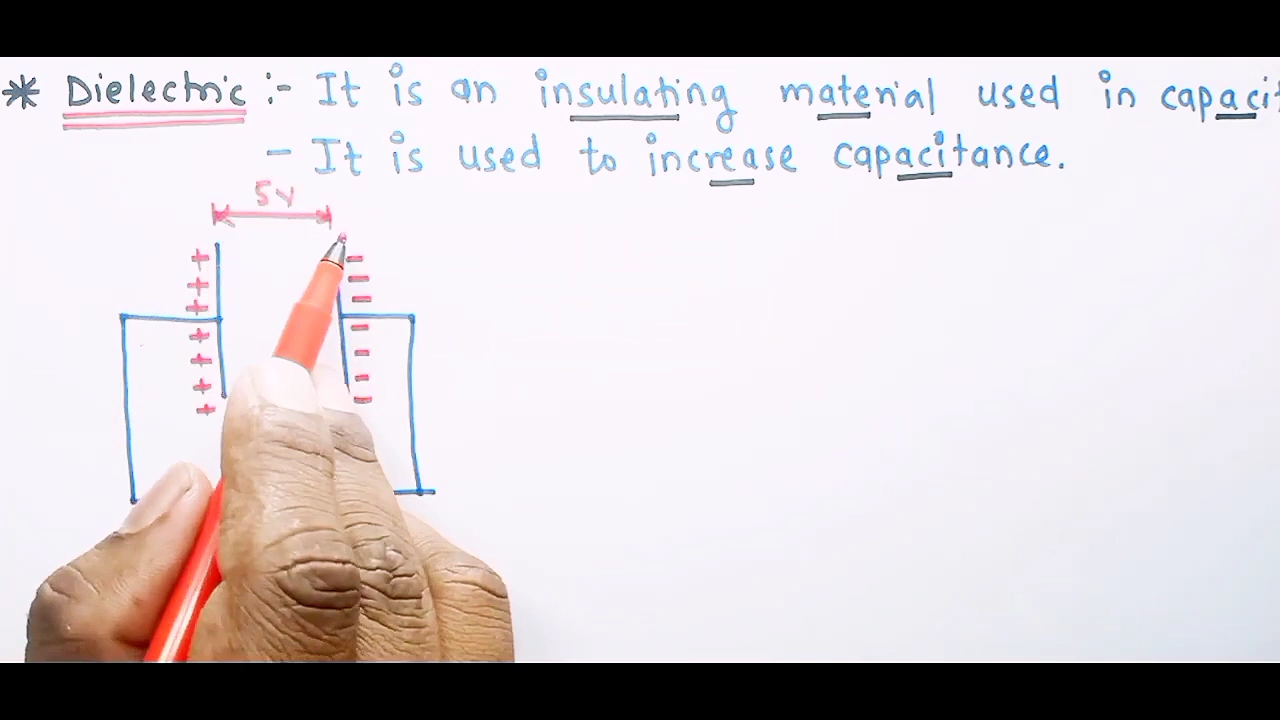 * Dielectric :- It is an insulating material used in
- It is used to increase capacitance.
5v
+ -
+ -
+ -
+ -
+ -
+ -
+ -